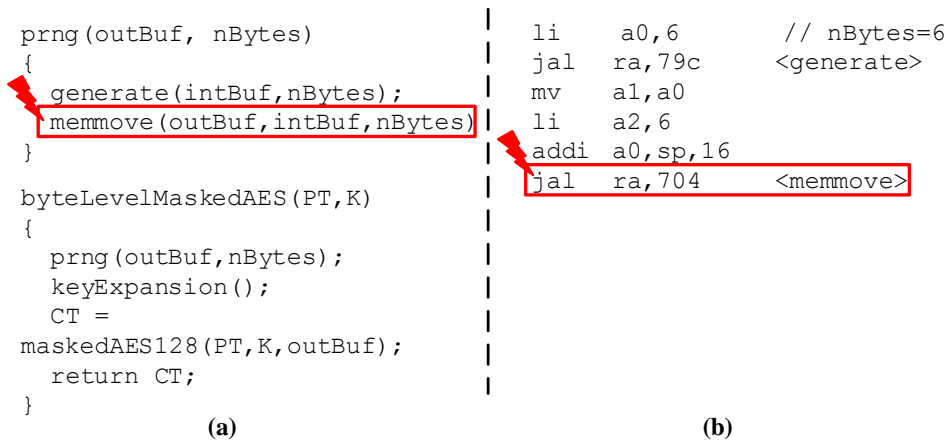 prng(outBuf, nBytes)
{
  generate(intBuf,nBytes);
  memmove(outBuf,intBuf,nBytes)
}

byteLevelMaskedAES(PT,K)
{
  prng(outBuf,nBytes);
  keyExpansion();
  CT =
maskedAES128(PT,K,outBuf);
  return CT;
}
(a)
li    a0,6    // nBytes=6
jal   ra,79c    <generate>
mv    a1,a0
li    a2,6
addi  a0,sp,16
jal   ra,704    <memmove>
(b)